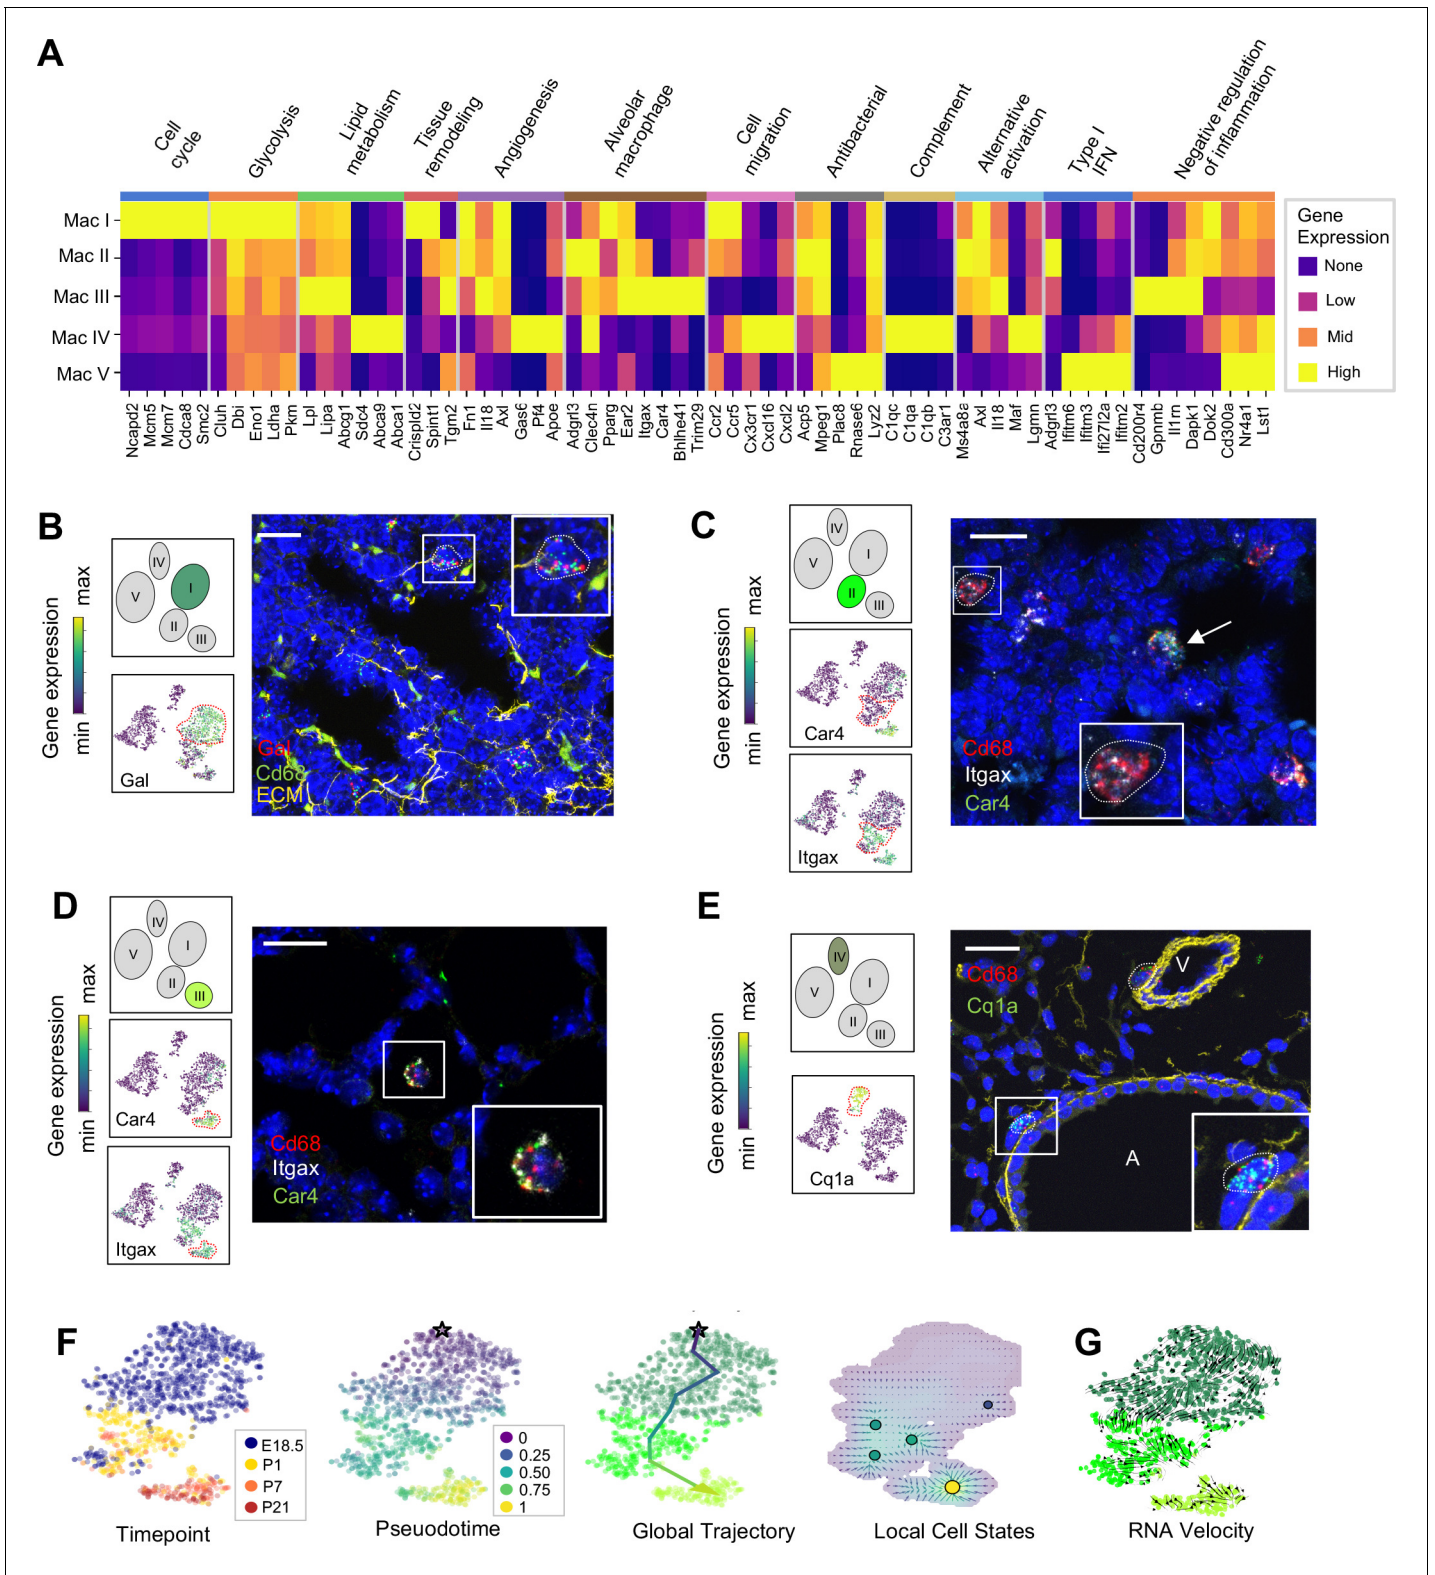 A
Cell
cycle
Glycolysis
Lipid
metabolism
Tissue
remodeling
Angiogenesis
Alveolar
macrophage
Cell
migration
Antibacterial
Complement
Alternative
activation
Type I
IFN
Negative regulation
of inflammation
Mac I
Mac II
Mac III
Mac IV
Mac V
Gene
Expression
None
Low
Mid
High
Ncapd2
Mcm5
Mcm7
Cdca8
Smc2
Cluh
Dbi
Eno1
Ldha
Pkm
Lpl
Lipa
Abcg1
Sdc4
Abca9
Abca1
Crispld2
Spint1
Tgm2
Fn1
Il18
Axl
Gas6
Pf4
Apoe
Adgrl3
Clec4n
Pparg
Ear2
Itgax
Car4
Bhlhe41
Trim29
Ccr2
Ccr5
Cx3cr1
Cxcl16
Cxcl2
Acp5
Mpeg1
Plac8
Rnase6
Lyz2
C1qc
C1qa
C1qb
C3ar1
Ms4a8a
Axl
Il18
Maf
Lgmn
Adgrl3
Ifitm6
Ifitm3
Ifi27l2a
Ifitm2
Cd200r4
Gpnmb
Il1rn
Dapk1
Dok2
Cd300a
Nr4a1
Lst1
B
IV
V
I
II
III
Gene expression
min
max
Gal
Gal
Cd68
ECM
C
IV
V
I
II
III
Gene expression
min
max
Car4
Itgax
Cd68
Itgax
Car4
D
IV
V
I
II
III
Gene expression
min
max
Car4
Itgax
Cd68
Itgax
Car4
E
IV
V
I
II
III
Gene expression
min
max
Cq1a
Cd68
Cq1a
V
A
F
E18.5
P1
P7
P21
Timepoint
0
0.25
0.50
0.75
1
Pseuodotime
Global Trajectory
Local Cell States
G
RNA Velocity